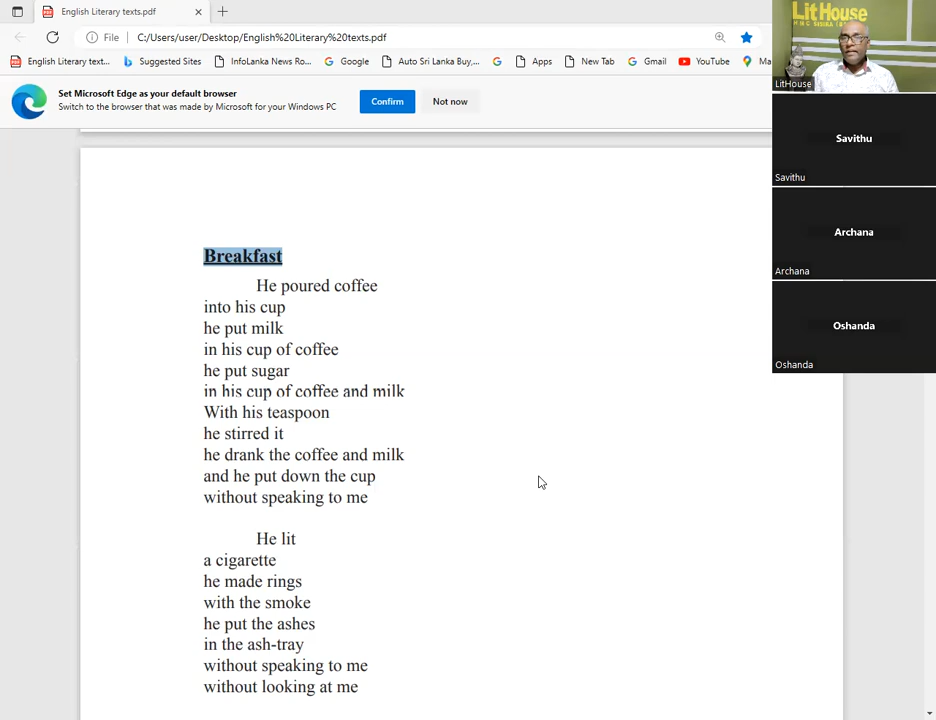 English Literary texts.pdf
File
C:/Users/user/Desktop/English%20Literary%20texts.pdf
English Literary text...
Suggested Sites
InfoLanka News Ro...
Google
Auto Sri Lanka Buy,...
Apps
New Tab
Gmail
YouTube
Ma
Set Microsoft Edge as your default browser
Switch to the browser that was made by Microsoft for your Windows PC
Confirm
Not now
Breakfast
He poured coffee
into his cup
he put milk
in his cup of coffee
he put sugar
in his cup of coffee and milk
With his teaspoon
he stirred it
he drank the coffee and milk
and he put down the cup
without speaking to me
He lit
a cigarette
he made rings
with the smoke
he put the ashes
in the ash-tray
without speaking to me
without looking at me
LitHouse
LitHouse
Savithu
Savithu
Archana
Archana
Oshanda
Oshanda